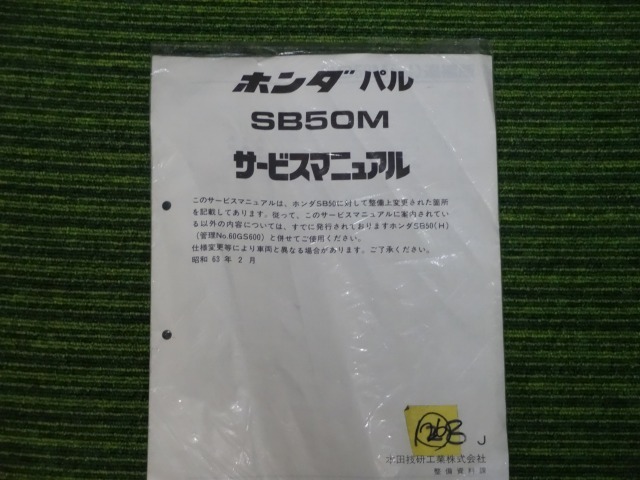 ホンダ パル
SB50M
サービスマニュアル
このサービスマニュアルは、ホンダSB50に対して整備上変更された箇所
を記載してあります。従って、このサービスマニュアルに案内されてい
る以外の内容については、すでに発行されておりますホンダSB50(H)
(管理No.60GS600)と併せてご使用ください。
仕様変更等により車両と異なる場合があります。ご了承ください。
昭和 63 年 2 月
J
本田技研工業株式会社
整備資料課